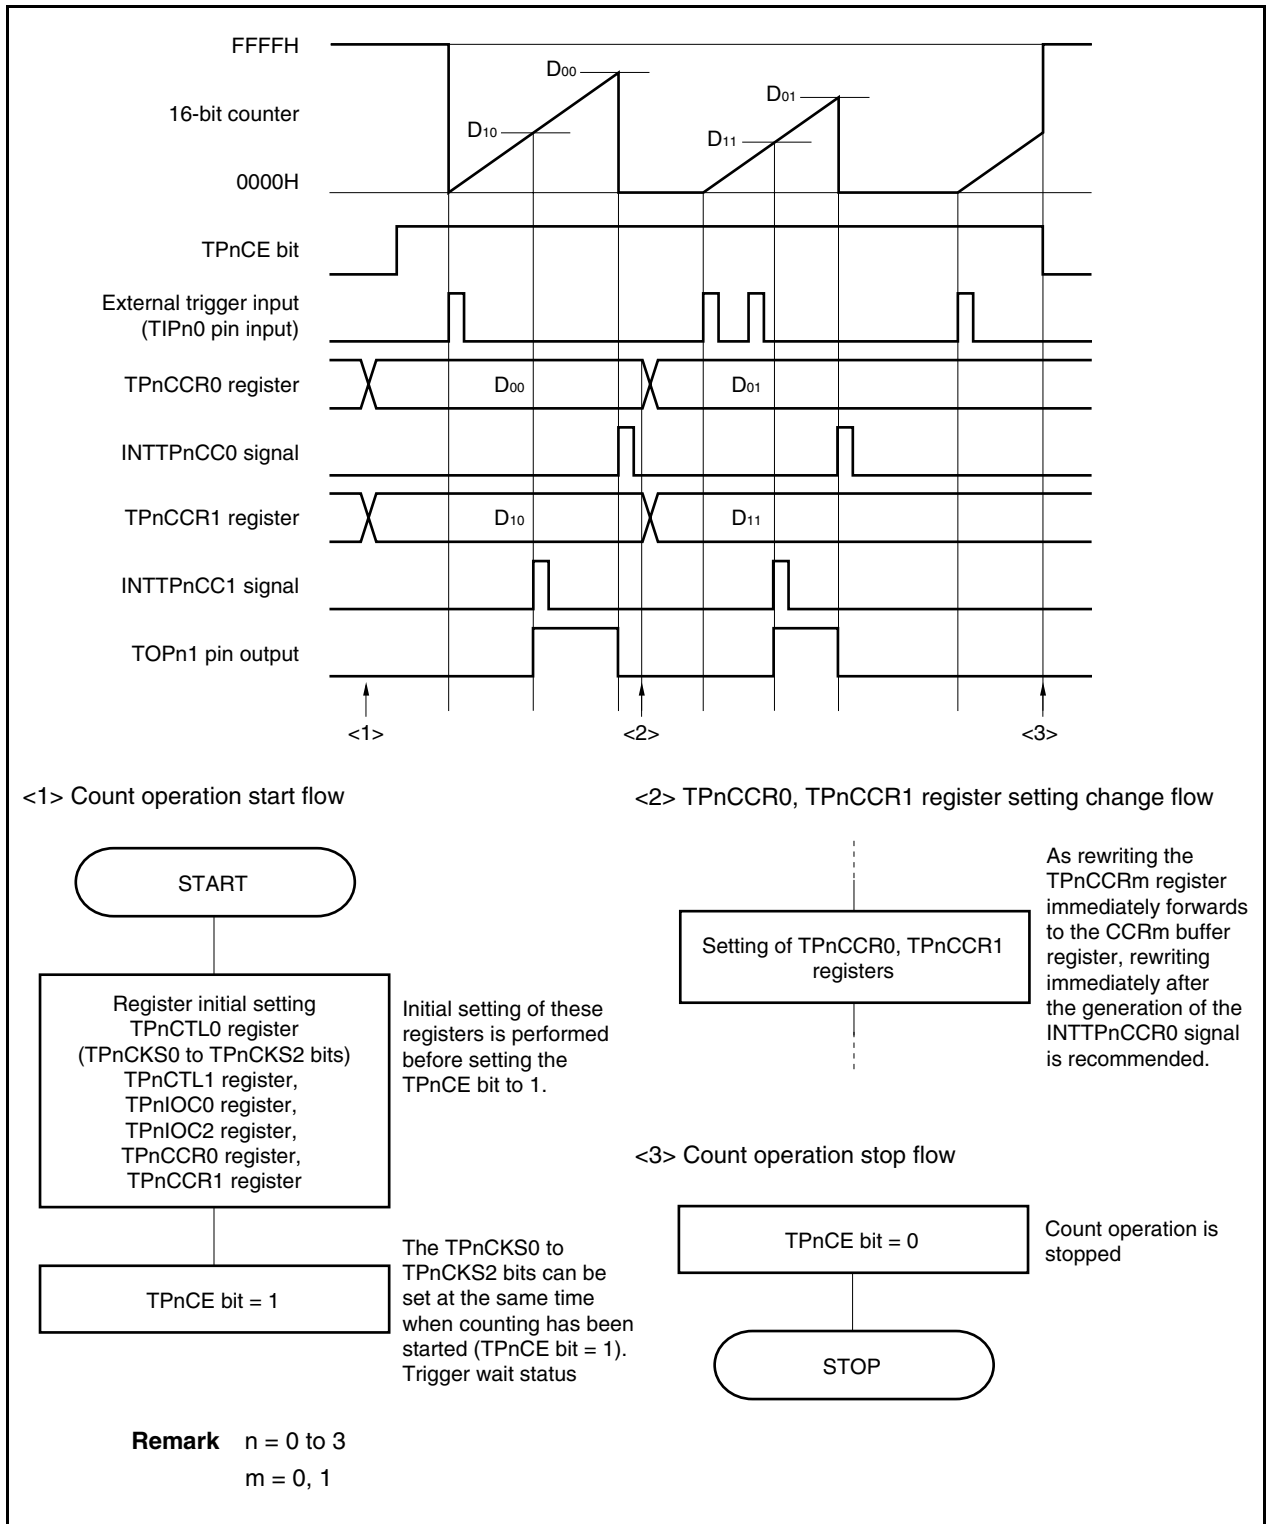 FFFFH
D00
D01
16-bit counter
D10
D11
0000H
TPnCE bit
External trigger input
(TIPn0 pin input)
TPnCCR0 register
D00
D01
INTTPnCC0 signal
TPnCCR1 register
D10
D11
INTTPnCC1 signal
TOPn1 pin output
<1>
<2>
<3>
<1> Count operation start flow
START
Register initial setting
TPnCTL0 register
(TPnCKS0 to TPnCKS2 bits)
TPnCTL1 register,
TPnIOC0 register,
TPnIOC2 register,
TPnCCR0 register,
TPnCCR1 register
Initial setting of these
registers is performed
before setting the
TPnCE bit to 1.
TPnCE bit = 1
The TPnCKS0 to
TPnCKS2 bits can be
set at the same time
when counting has been
started (TPnCE bit = 1).
Trigger wait status
<2> TPnCCR0, TPnCCR1 register setting change flow
Setting of TPnCCR0, TPnCCR1
registers
As rewriting the
TPnCCRm register
immediately forwards
to the CCRm buffer
register, rewriting
immediately after
the generation of the
INTTPnCCR0 signal
is recommended.
<3> Count operation stop flow
TPnCE bit = 0
Count operation is
stopped
STOP
Remark n = 0 to 3
m = 0, 1